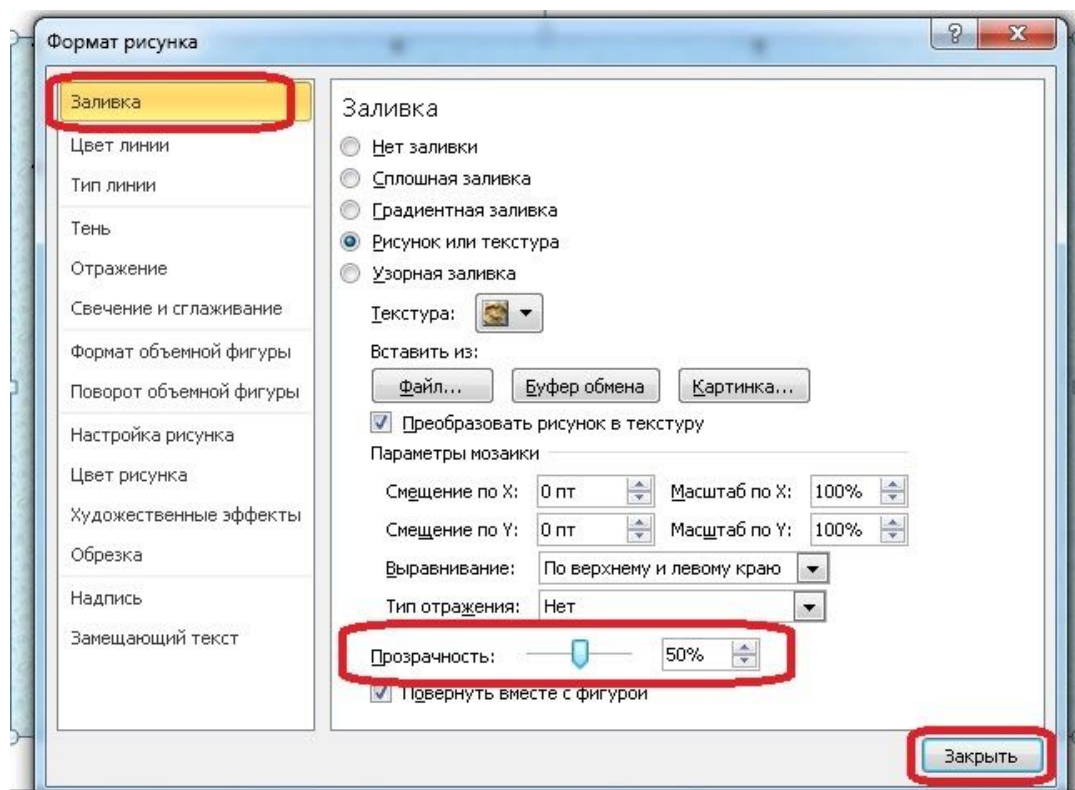 Формат рисунка
Заливка
Цвет линии
Тип линии
Тень
Отражение
Свечение и сглаживание
Формат объемной фигуры
Поворот объемной фигуры
Настройка рисунка
Цвет рисунка
Художественные эффекты
Обрезка
Надпись
Замещающий текст
Заливка
Нет заливки
Сплошная заливка
Градиентная заливка
Рисунок или текстура
Узорная заливка
Текстура:
Вставить из:
Файл... Буфер обмена Картинка...
Преобразовать рисунок в текстуру
Параметры мозаики
Смещение по X: 0 пт Масштаб по X: 100%
Смещение по Y: 0 пт Масштаб по Y: 100%
Выравнивание: По верхнему и левому краю
Тип отражения: Нет
Прозрачность: 50%
Повернуть вместе с фигурой
Закрыть